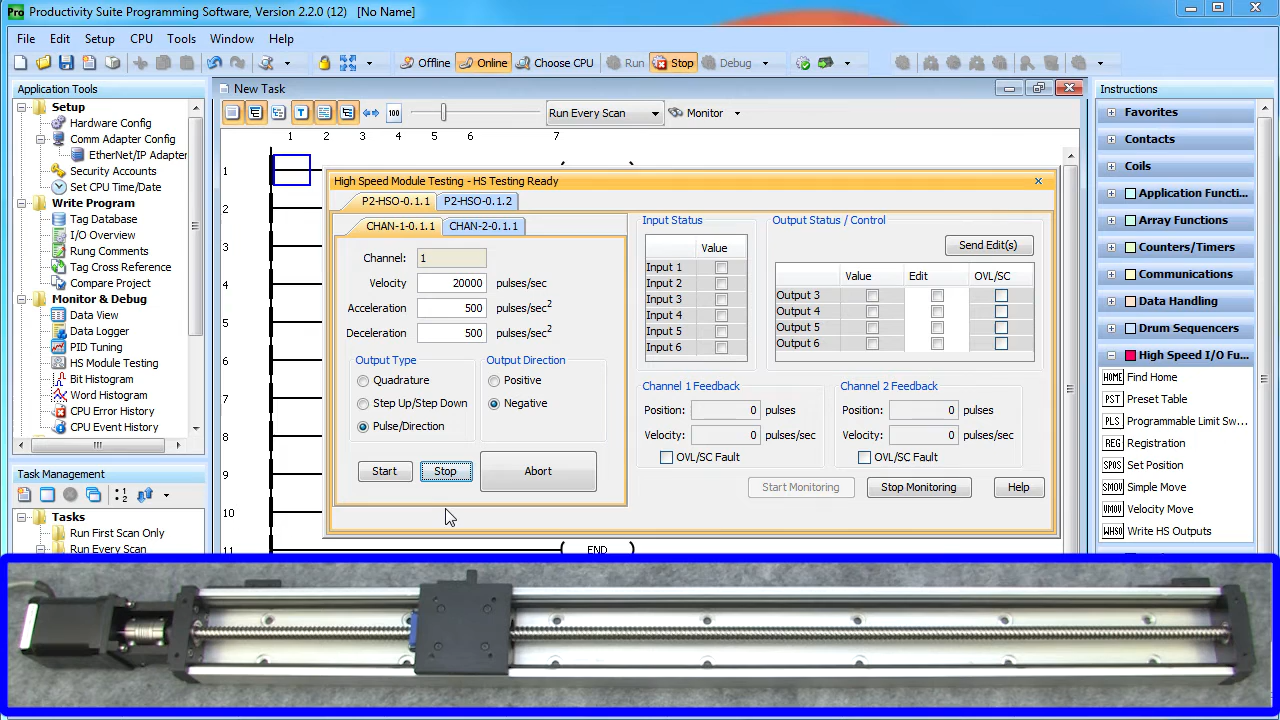 Pro Productivity Suite Programming Software, Version 2.2.0 (12) [No Name]
File Edit Setup CPU Tools Window Help
Offline Online Choose CPU Run Stop Debug
Application Tools
Setup
Hardware Config
Comm Adapter Config
EtherNet/IP Adapter
Security Accounts
Set CPU Time/Date
Write Program
Tag Database
I/O Overview
Rung Comments
Tag Cross Reference
Compare Project
Monitor & Debug
Data View
Data Logger
PID Tuning
HS Module Testing
Bit Histogram
Word Histogram
CPU Error History
CPU Event History
Task Management
Tasks
Run First Scan Only
Run Every Scan
New Task
T 100 Run Every Scan Monitor
1 2 3 4 5 6 7
1
2
3
4
5
6
7
8
9
10
11
END
High Speed Module Testing - HS Testing Ready
P2-HSO-0.1.1 P2-HSO-0.1.2
CHAN-1-0.1.1 CHAN-2-0.1.1
Channel: 1
Velocity 20000 pulses/sec
Acceleration 500 pulses/sec2
Deceleration 500 pulses/sec2
Output Type
Quadrature
Step Up/Step Down
Pulse/Direction
Output Direction
Positive
Negative
Start Stop Abort
Input Status
Value
Input 1
Input 2
Input 3
Input 4
Input 5
Input 6
Output Status / Control
Send Edit(s)
Value Edit OVL/SC
Output 3
Output 4
Output 5
Output 6
Channel 1 Feedback
Position: 0 pulses
Velocity: 0 pulses/sec
OVL/SC Fault
Channel 2 Feedback
Position: 0 pulses
Velocity: 0 pulses/sec
OVL/SC Fault
Start Monitoring Stop Monitoring Help
Instructions
Favorites
Contacts
Coils
Application Functi...
Array Functions
Counters/Timers
Communications
Data Handling
Drum Sequencers
High Speed I/O Fu...
HOME Find Home
PST Preset Table
PLS Programmable Limit Sw...
REG Registration
SPOS Set Position
SMOV Simple Move
VMOV Velocity Move
WHSO Write HS Outputs